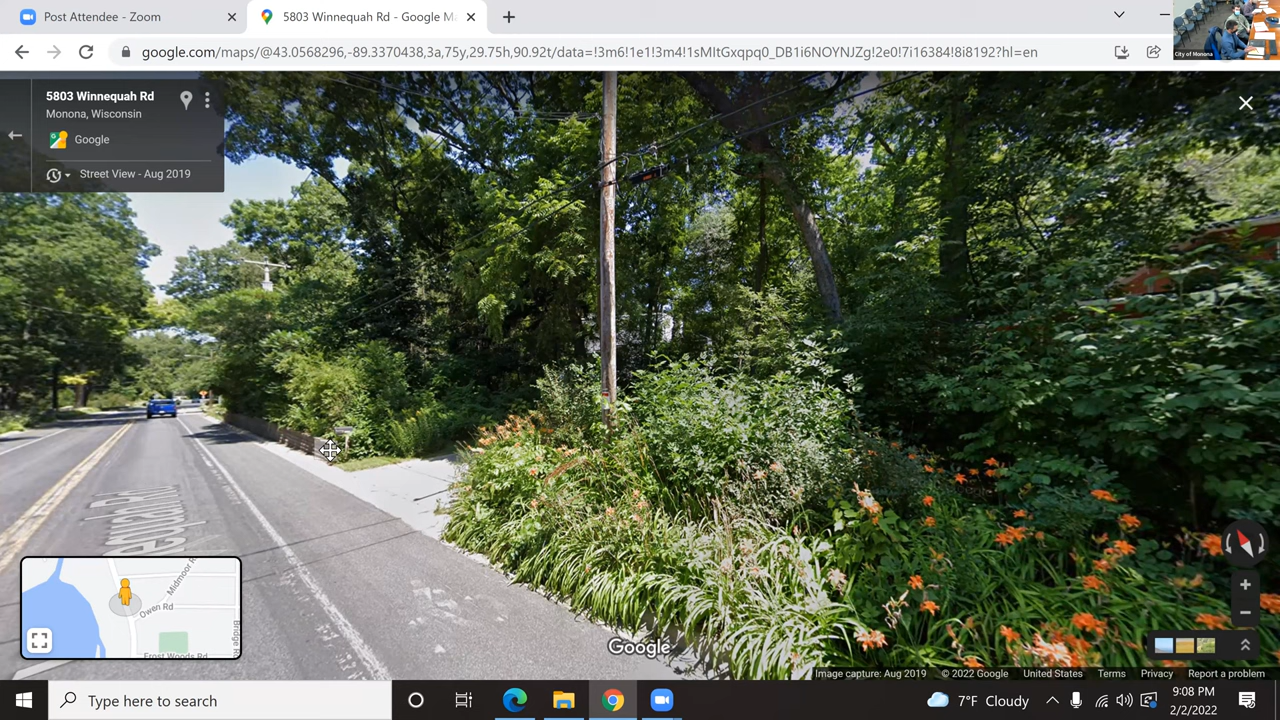 Post Attendee - Zoom
5803 Winnequah Rd - Google M
google.com/maps/@43.0568296,-89.3370438,3a,75y,29.75h,90.92t/data=!3m6!1e1!3m4!1sMltGxqpq0_DB1i6NOYNJZg!2e0!7i16384!8i8192?hl=en
City of Monona
5803 Winnequah Rd
Monona, Wisconsin
Google
Street View - Aug 2019
Owen Rd
Midmoor R
Bridge R
Frost Woods Rd
Google
Image capture: Aug 2019 © 2022 Google United States Terms Privacy Report a problem
Type here to search
7°F Cloudy
9:08 PM
2/2/2022